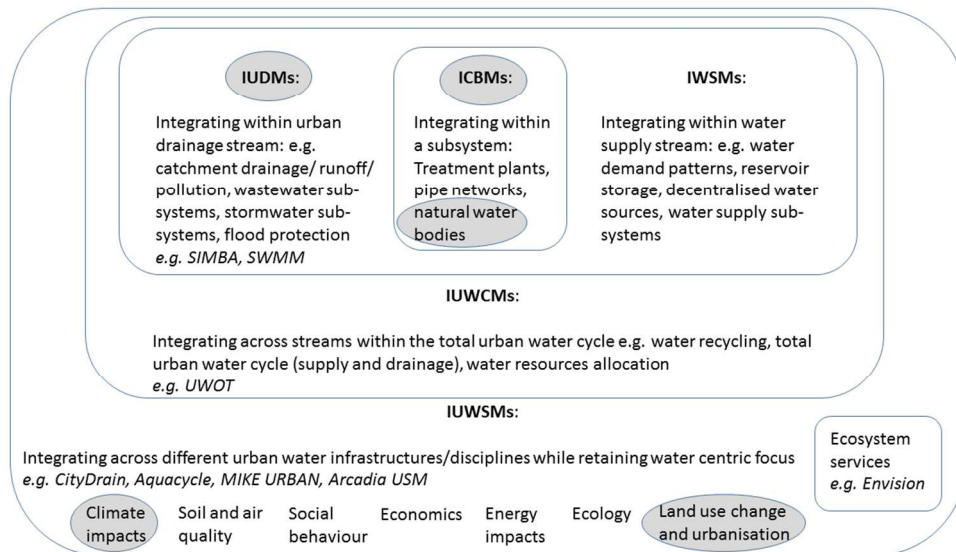 IUDMs:
Integrating within urban
drainage stream: e.g.
catchment drainage/ runoff/
pollution, wastewater sub-
systems, stormwater sub-
systems, flood protection
e.g. SIMBA, SWMM
ICBMs:
Integrating within
a subsystem:
Treatment plants,
pipe networks,
natural water
bodies
IWSMs:
Integrating within water
supply stream: e.g. water
demand patterns, reservoir
storage, decentralised water
sources, water supply sub-
systems
IUWCMs:
Integrating across streams within the total urban water cycle e.g. water recycling, total
urban water cycle (supply and drainage), water resources allocation
e.g. UWOT
IUWSMs:
Integrating across different urban water infrastructures/disciplines while retaining water centric focus
e.g. CityDrain, Aquacycle, MIKE URBAN, Arcadia USM
Ecosystem
services
e.g. Envision
Climate
impacts
Soil and air
quality
Social
behaviour
Economics
Energy
impacts
Ecology
Land use change
and urbanisation